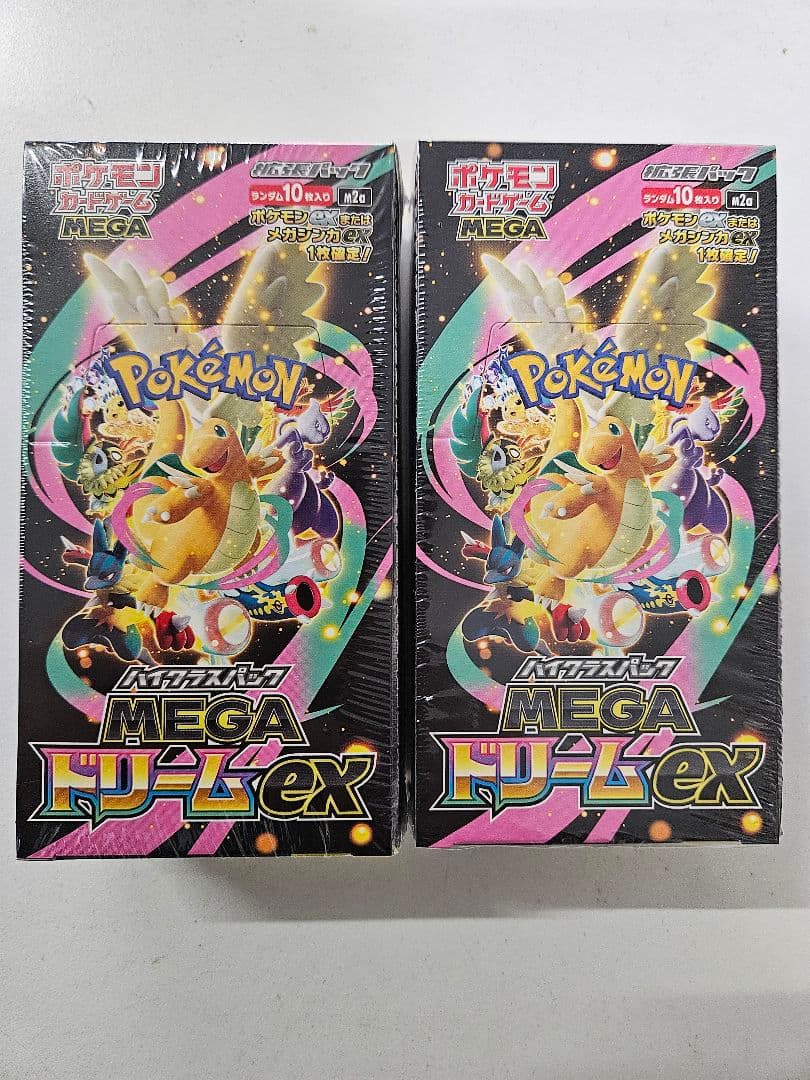 ポケモン
カードゲーム
MEGA
拡張パック
ランダム10枚入り M2a
ポケモンexまたは
メガシンカex
1枚確定!
POKÉMON
ハイクラスパック
MEGA
ドリームex
ポケモン
カードゲーム
MEGA
拡張パック
ランダム10枚入り M2a
ポケモンexまたは
メガシンカex
1枚確定!
POKÉMON
ハイクラスパック
MEGA
ドリームex